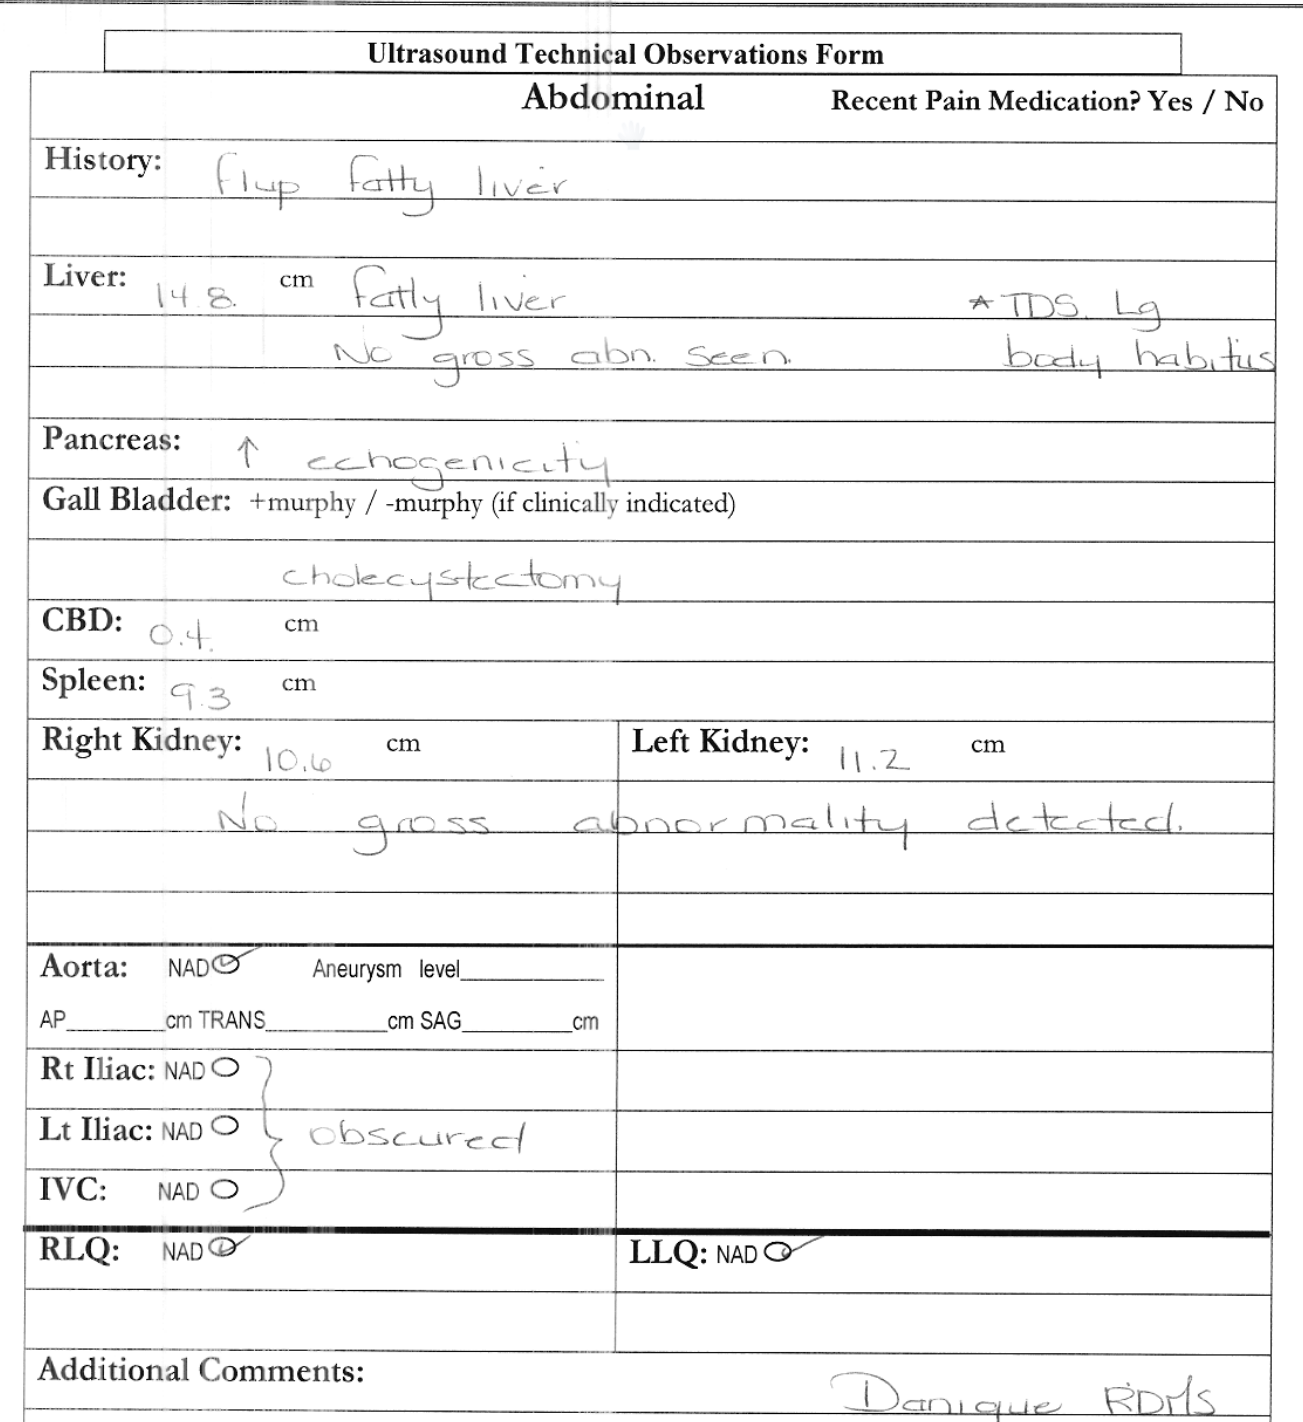 Ultrasound Technical Observations Form
Abdominal Recent Pain Medication? Yes / No
History: f/up fatty liver
Liver: 14.8. cm fatty liver * TDS. Lg
No gross abn. seen. body habitus
Pancreas: ↑ echogenicity
Gall Bladder: +murphy / -murphy (if clinically indicated)
cholecystectomy
CBD: 0.4. cm
Spleen: 9.3 cm
Right Kidney: 10.6 cm Left Kidney: 11.2 cm
No gross abnormality detected.
Aorta: NAD Aneurysm level
AP cm TRANS cm SAG cm
Rt Iliac: NAD
Lt Iliac: NAD obscured
IVC: NAD
RLQ: NAD LLQ: NAD
Additional Comments:
Danique RDMS